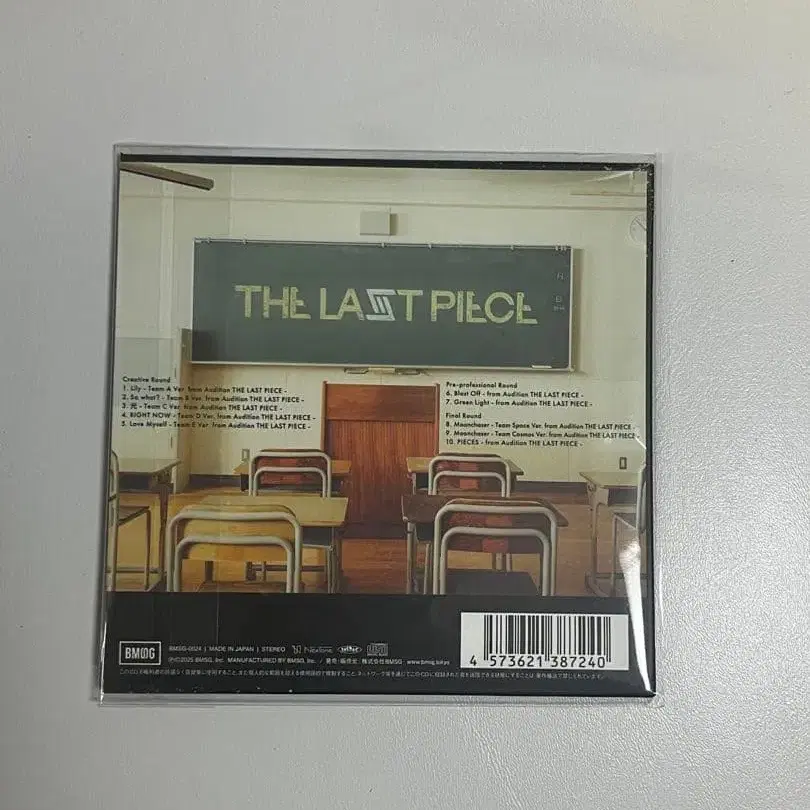 THE LAST PIECE
Creative Round
1. Lily - Team A Ver. from Audition THE LAST PIECE -
2. So what? - Team B Ver. from Audition THE LAST PIECE -
3. 光 - Team C Ver. from Audition THE LAST PIECE -
4. RIGHT NOW - Team D Ver. from Audition THE LAST PIECE -
5. Love Myself - Team E Ver. from Audition THE LAST PIECE -
Pre-professional Round
6. Blast Off - from Audition THE LAST PIECE -
7. Green Light - from Audition THE LAST PIECE -
Final Round
8. Moonchaser - Team Space Ver. from Audition THE LAST PIECE -
9. Moonchaser - Team Cosmos Ver. from Audition THE LAST PIECE -
10. PIECES - from Audition THE LAST PIECE -
BMSG
BMSG-0024 | MADE IN JAPAN | STEREO NexTone
Ⓟ©2025 BMSG, Inc. MANUFACTURED BY BMSG, Inc. / 発売・販売元:株式会社BMSG www.bmsg.tokyo
4 573621 387240